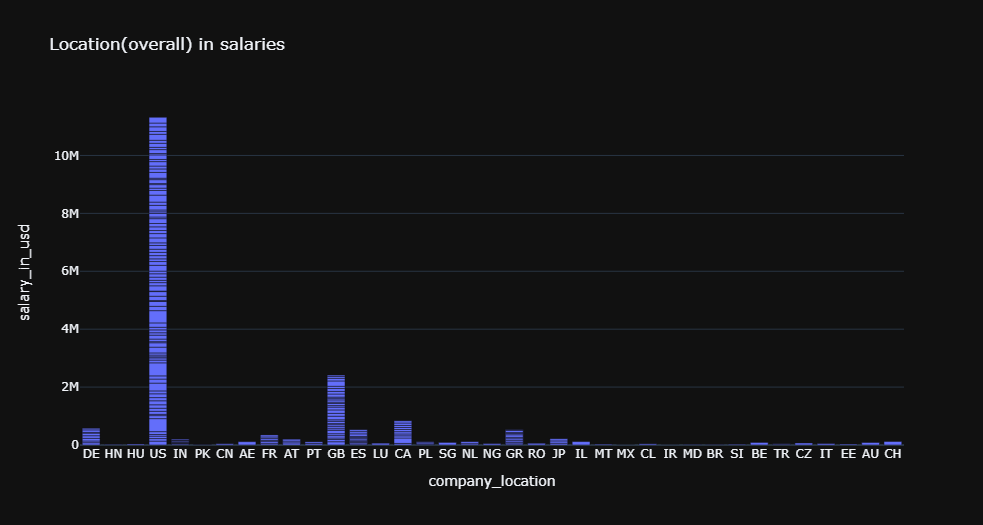 Location(overall) in salaries
10M
8M
6M
4M
2M
0
salary_in_usd
DE HN HU US IN PK CN AE FR AT PT GB ES LU CA PL SG NL NG GR RO JP IL MT MX CL IR MD BR SI BE TR CZ IT EE AU CH
company_location